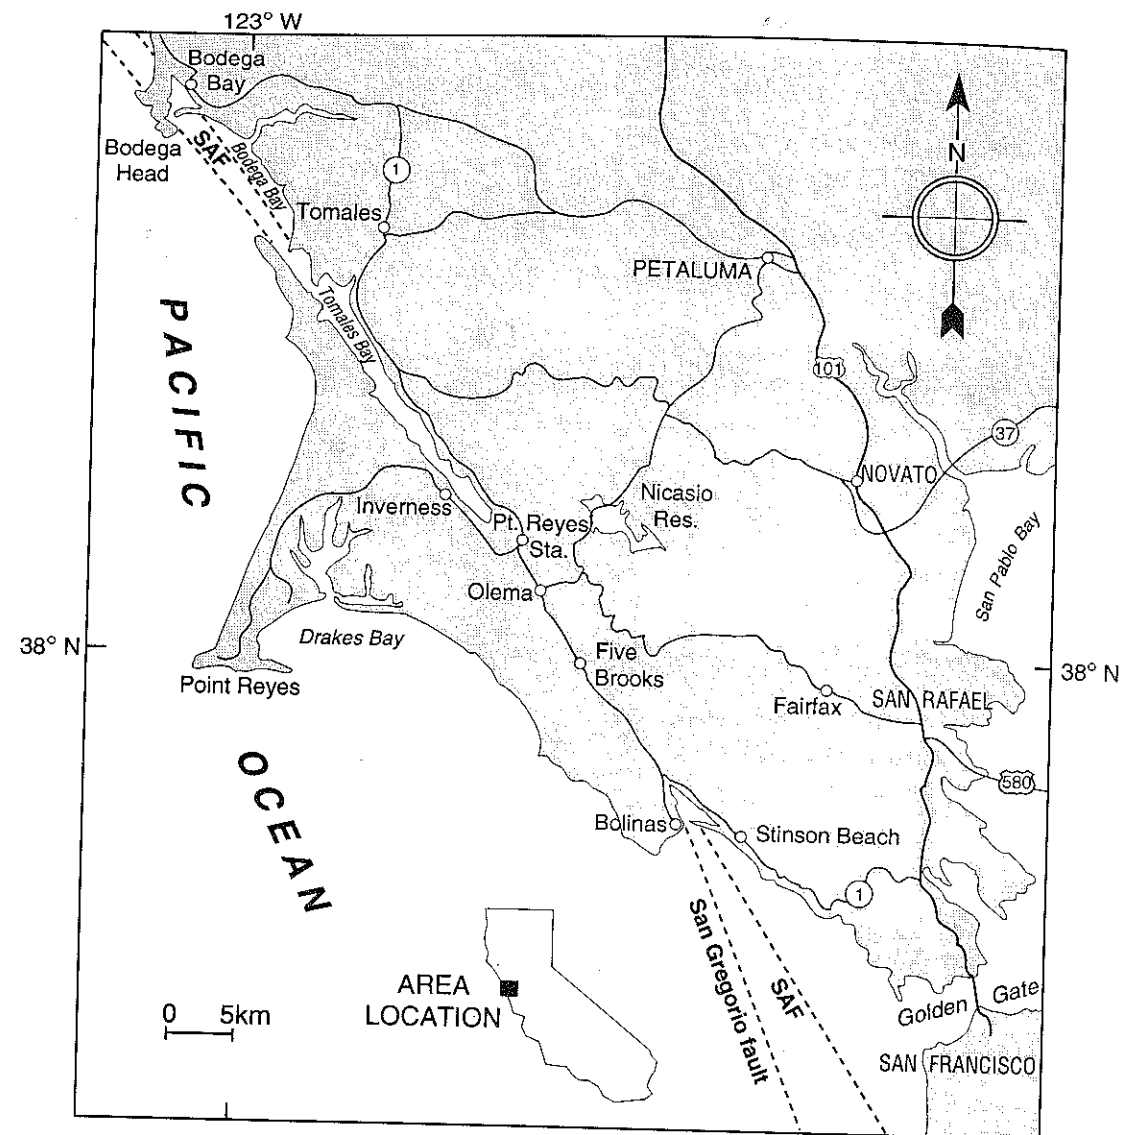 123° W
Bodega
Bay
Bodega
Head
SAF
Bodega Bay
1
Tomales
N
PETALUMA
Tomales Bay
PACIFIC
101
37
NOVATO
Inverness
Pt. Reyes
Sta.
Nicasio
Res.
San Pablo Bay
Olema
Drakes Bay
38° N
Five
Brooks
38° N
Point Reyes
Fairfax
SAN RAFAEL
580
OCEAN
Bolinas
Stinson Beach
1
San Gregorio fault
SAF
AREA
LOCATION
0 5km
Golden Gate
SAN FRANCISCO